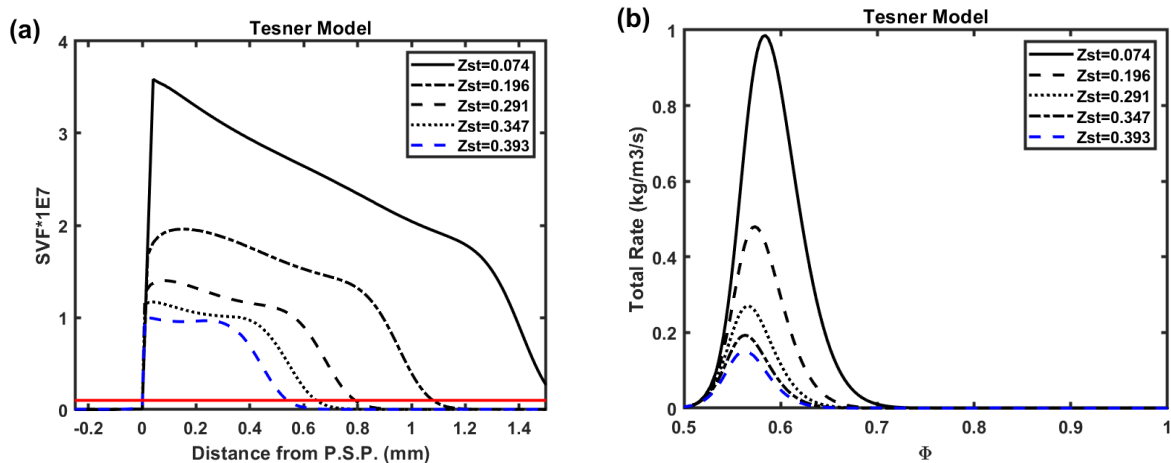 (a)
Tesner Model
4
3
2
1
0
SVF*1E7
-0.2
0
0.2
0.4
0.6
0.8
1
1.2
1.4
Distance from P.S.P. (mm)
Zst=0.074
Zst=0.196
Zst=0.291
Zst=0.347
Zst=0.393
(b)
Tesner Model
1
0.8
0.6
0.4
0.2
0
Total Rate (kg/m3/s)
0.5
0.6
0.7
0.8
0.9
1
Φ
Zst=0.074
Zst=0.196
Zst=0.291
Zst=0.347
Zst=0.393